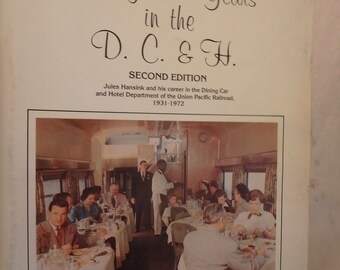 Years
in the
D. C. & H.
SECOND EDITION
Jules Hansink and his career in the Dining Car
and Hotel Department of the Union Pacific Railroad,
1931-1972